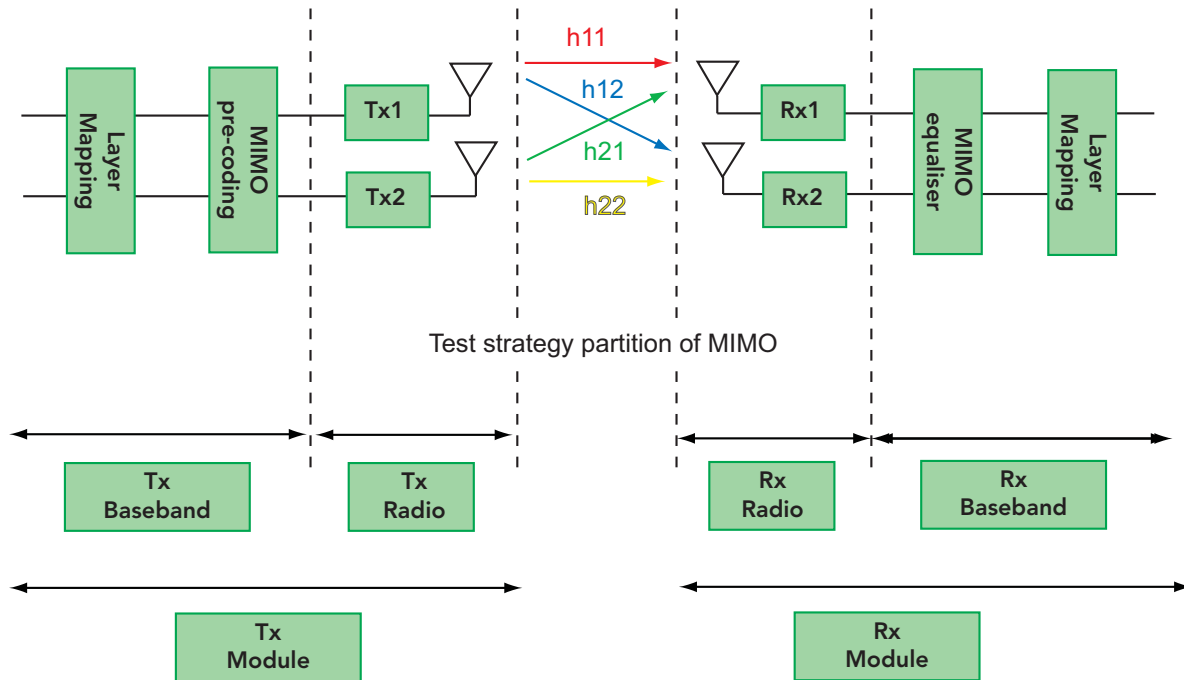 h11
h12
h21
h22
Layer
Mapping
MIMO
pre-coding
Tx1
Tx2
Rx1
Rx2
MIMO
equaliser
Layer
Mapping
Test strategy partition of MIMO
Tx
Baseband
Tx
Radio
Rx
Radio
Rx
Baseband
Tx
Module
Rx
Module